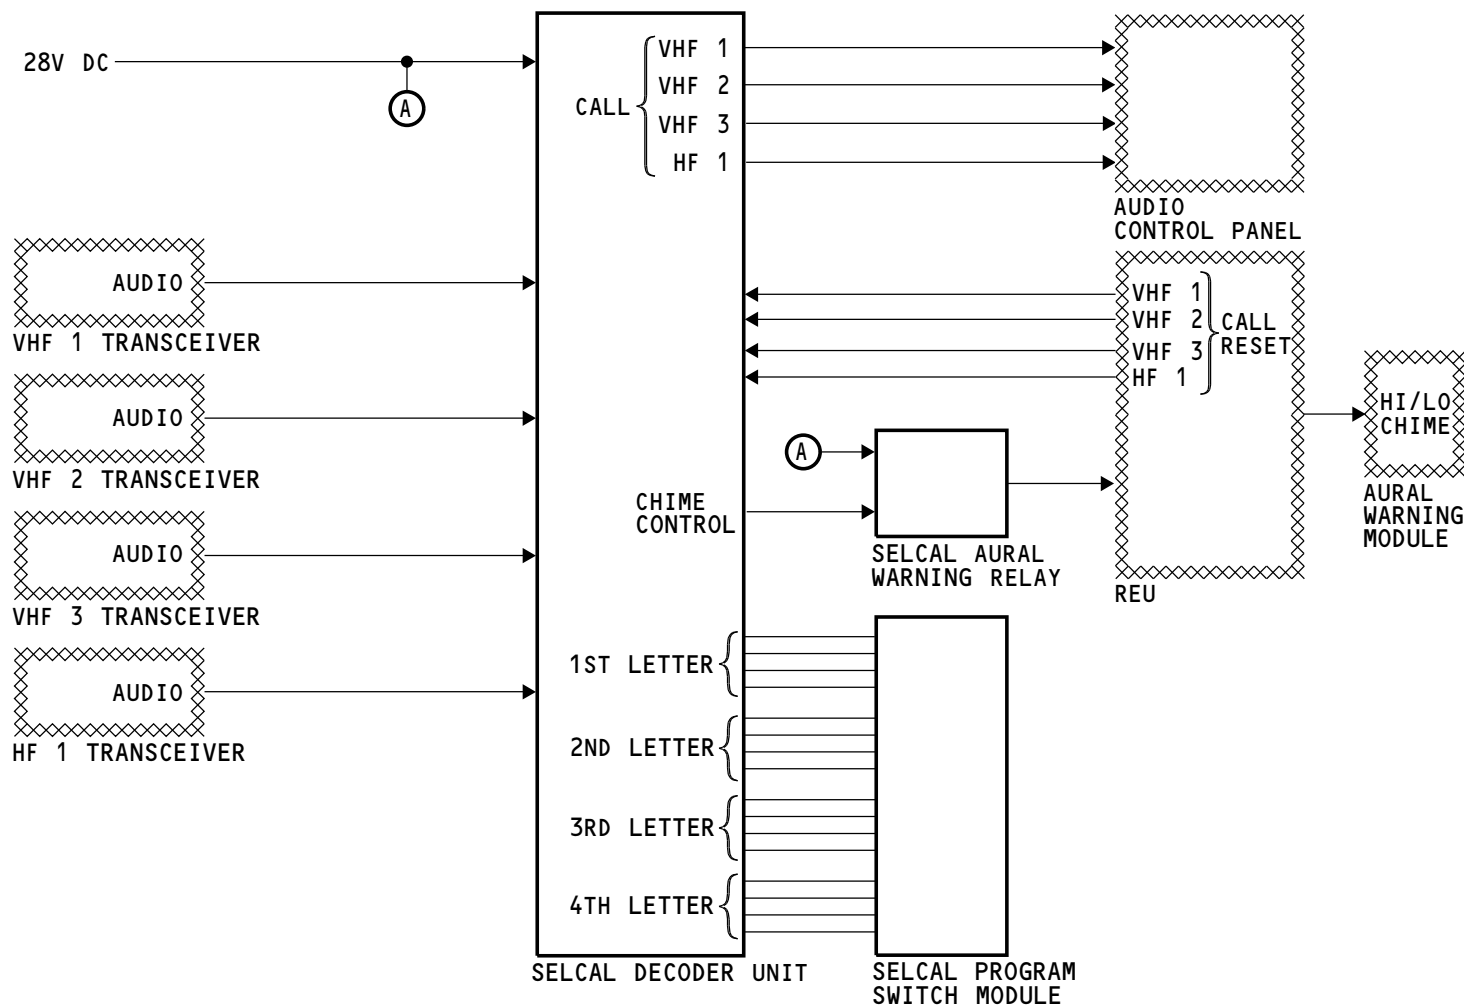 28V DC
A
CALL
VHF 1
VHF 2
VHF 3
HF 1
AUDIO
CONTROL PANEL
AUDIO
VHF 1 TRANSCEIVER
AUDIO
VHF 2 TRANSCEIVER
AUDIO
VHF 3 TRANSCEIVER
AUDIO
HF 1 TRANSCEIVER
VHF 1
VHF 2
VHF 3
HF 1
CALL
RESET
HI/LO
CHIME
AURAL
WARNING
MODULE
A
CHIME
CONTROL
SELCAL AURAL
WARNING RELAY
REU
1ST LETTER
2ND LETTER
3RD LETTER
4TH LETTER
SELCAL DECODER UNIT
SELCAL PROGRAM
SWITCH MODULE